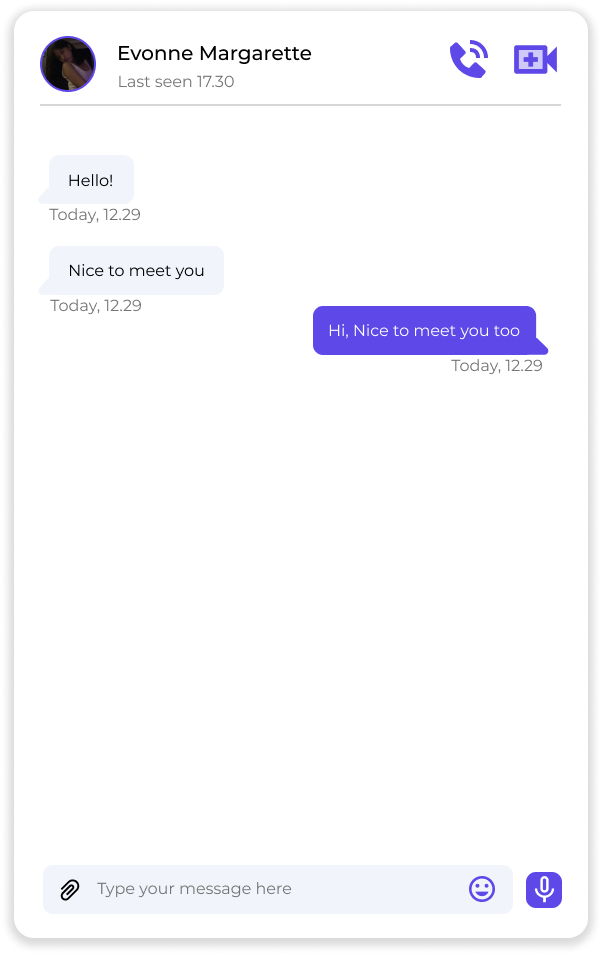 Evonne Margarette
Last seen 17.30
Hello!
Today, 12.29
Nice to meet you
Today, 12.29
Hi, Nice to meet you too
Today, 12.29
Type your message here